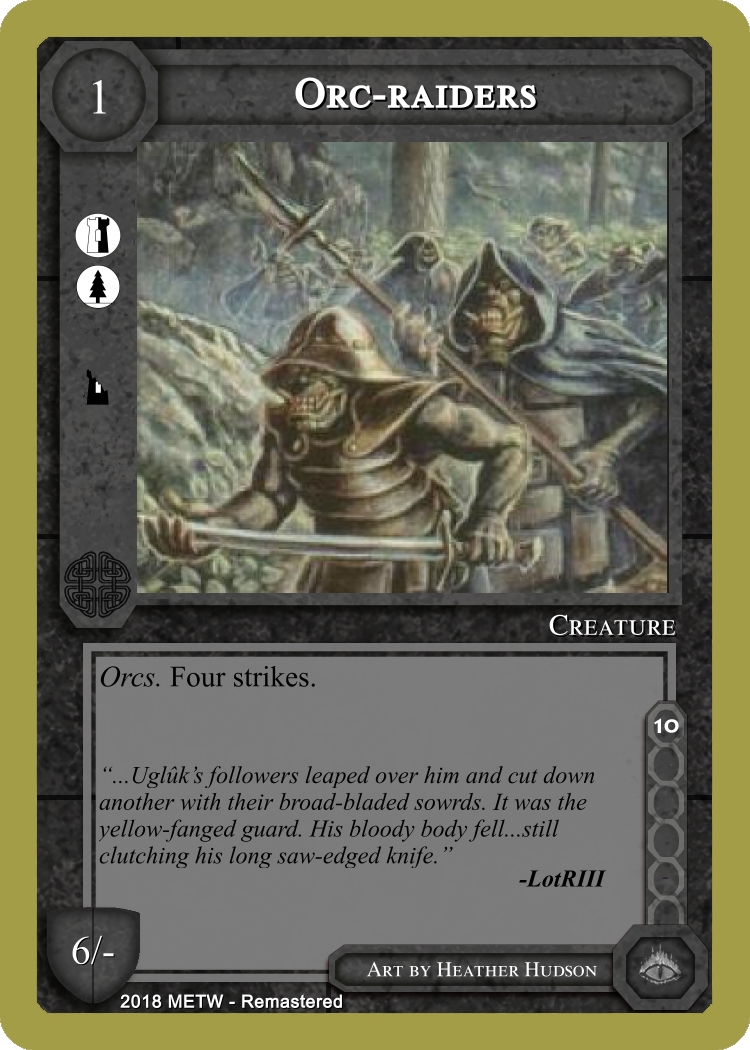 1
ORC-RAIDERS
CREATURE
Orcs. Four strikes.
10
“...Uglûk’s followers leaped over him and cut down
another with their broad-bladed sowrds. It was the
yellow-fanged guard. His bloody body fell...still
clutching his long saw-edged knife.”
-LotRIII
6/-
ART BY HEATHER HUDSON
2018 METW - Remastered